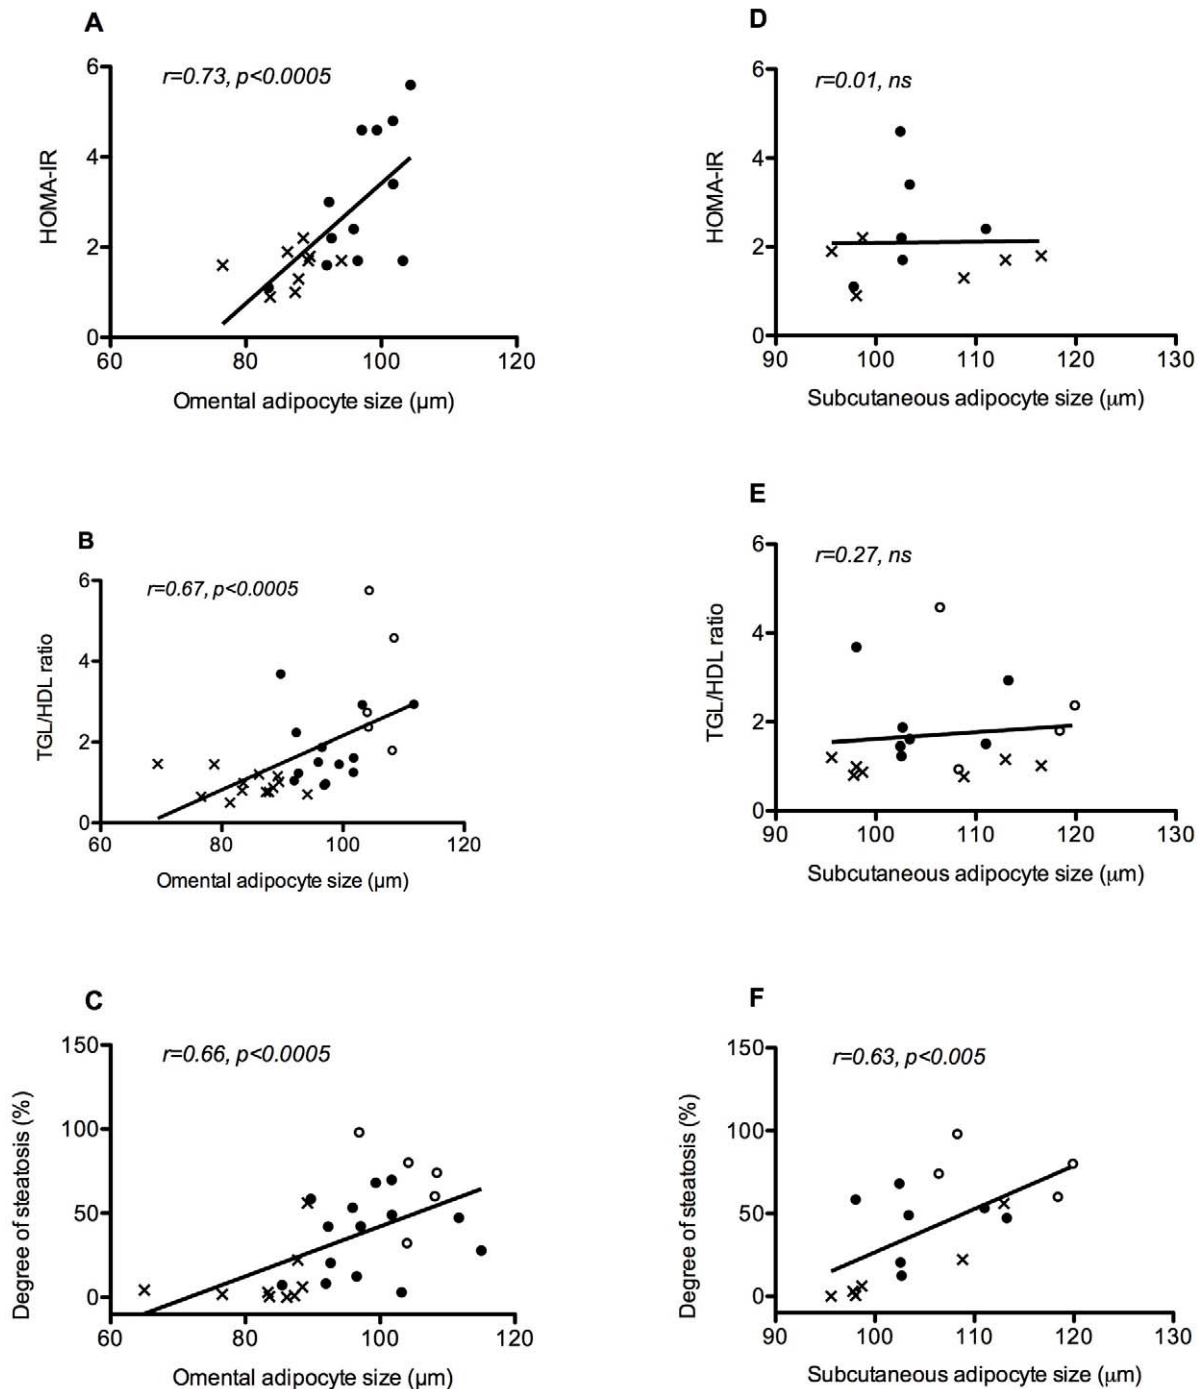 A
r=0.73, p<0.0005
6
4
2
0
HOMA-IR
60
80
100
120
Omental adipocyte size (µm)
D
r=0.01, ns
6
4
2
0
HOMA-IR
90
100
110
120
130
Subcutaneous adipocyte size (µm)
B
r=0.67, p<0.0005
6
4
2
0
TGL/HDL ratio
60
80
100
120
Omental adipocyte size (µm)
E
r=0.27, ns
6
4
2
0
TGL/HDL ratio
90
100
110
120
130
Subcutaneous adipocyte size (µm)
C
r=0.66, p<0.0005
150
100
50
0
Degree of steatosis (%)
60
80
100
120
Omental adipocyte size (µm)
F
r=0.63, p<0.005
150
100
50
0
Degree of steatosis (%)
90
100
110
120
130
Subcutaneous adipocyte size (µm)